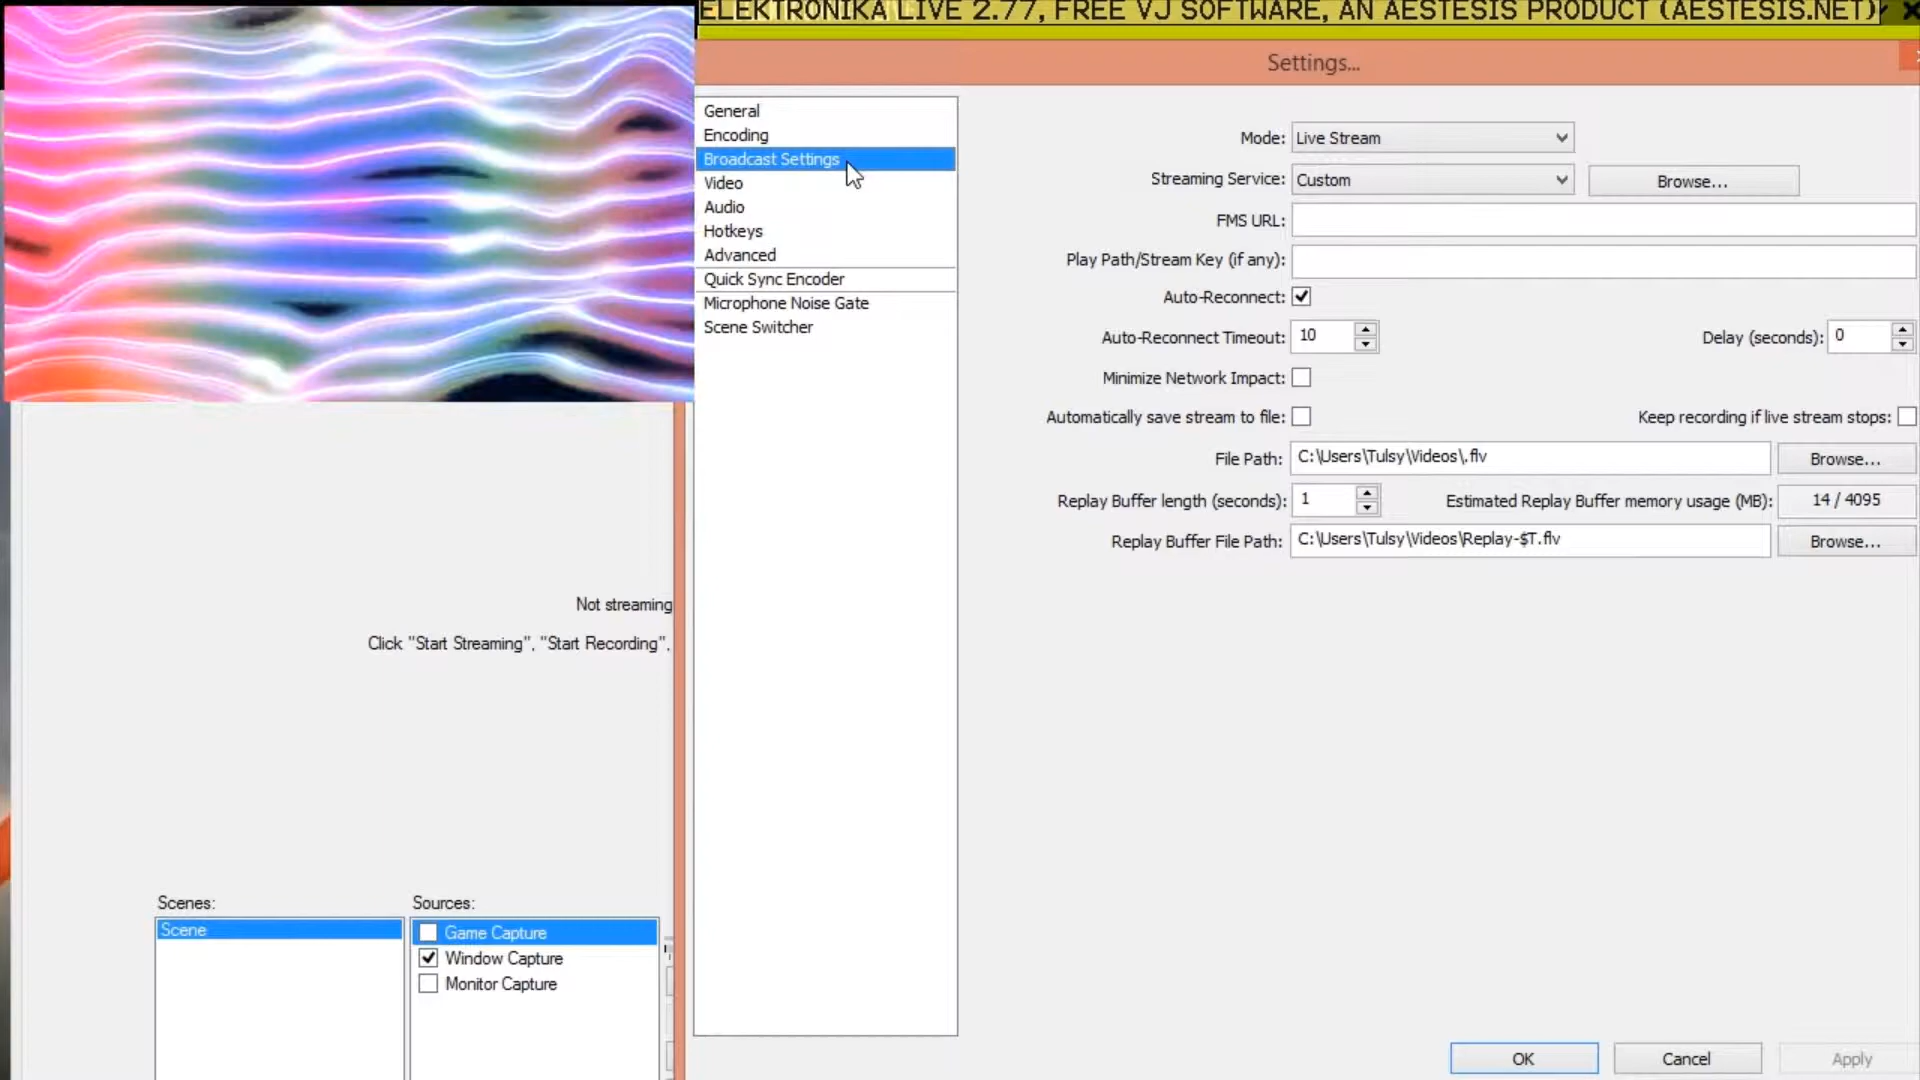 ELEKTRONIKA LIVE 2.77, FREE VJ SOFTWARE, AN AESTESIS PRODUCT (AESTESIS.NET)
Settings...
General
Encoding
Broadcast Settings
Video
Audio
Hotkeys
Advanced
Quick Sync Encoder
Microphone Noise Gate
Scene Switcher
Mode: Live Stream
Streaming Service: Custom Browse...
FMS URL:
Play Path/Stream Key (if any):
Auto-Reconnect:
Auto-Reconnect Timeout: 10 Delay (seconds): 0
Minimize Network Impact:
Automatically save stream to file: Keep recording if live stream stops:
File Path: C:\Users\Tulsy\Videos\.flv Browse...
Replay Buffer length (seconds): 1 Estimated Replay Buffer memory usage (MB): 14 / 4095
Replay Buffer File Path: C:\Users\Tulsy\Videos\Replay-$T.flv Browse...
Not streaming
Click "Start Streaming", "Start Recording",
Scenes:
Scene
Sources:
Game Capture
Window Capture
Monitor Capture
OK Cancel Apply